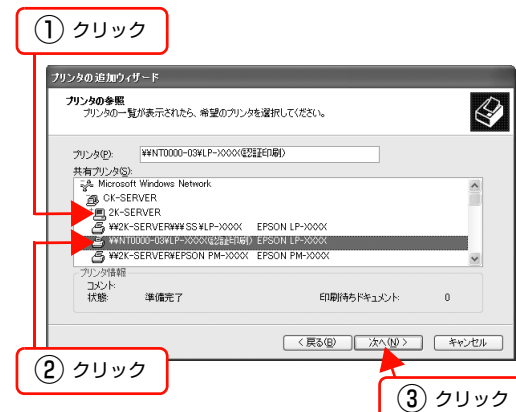 ① クリック
プリンタの追加ウィザード
プリンタの参照
プリンタの一覧が表示されたら、希望のプリンタを選択してください。
プリンタ(P):
¥¥NT0000-03¥LP-XXXX(認証印刷)
共有プリンタ(S):
Microsoft Windows Network
CK-SERVER
2K-SERVER
¥¥2K-SERVER¥¥¥SS¥LP-XXXX EPSON LP-XXXX
¥¥NT0000-03¥LP-XXXX(認証印刷) EPSON LP-XXXX
¥¥2K-SERVER¥EPSON PM-XXXX EPSON PM-XXXX
プリンタ情報
コメント:
状態: 準備完了 印刷待ちドキュメント: 0
< 戻る(B) 次へ(N) > キャンセル
② クリック
③ クリック